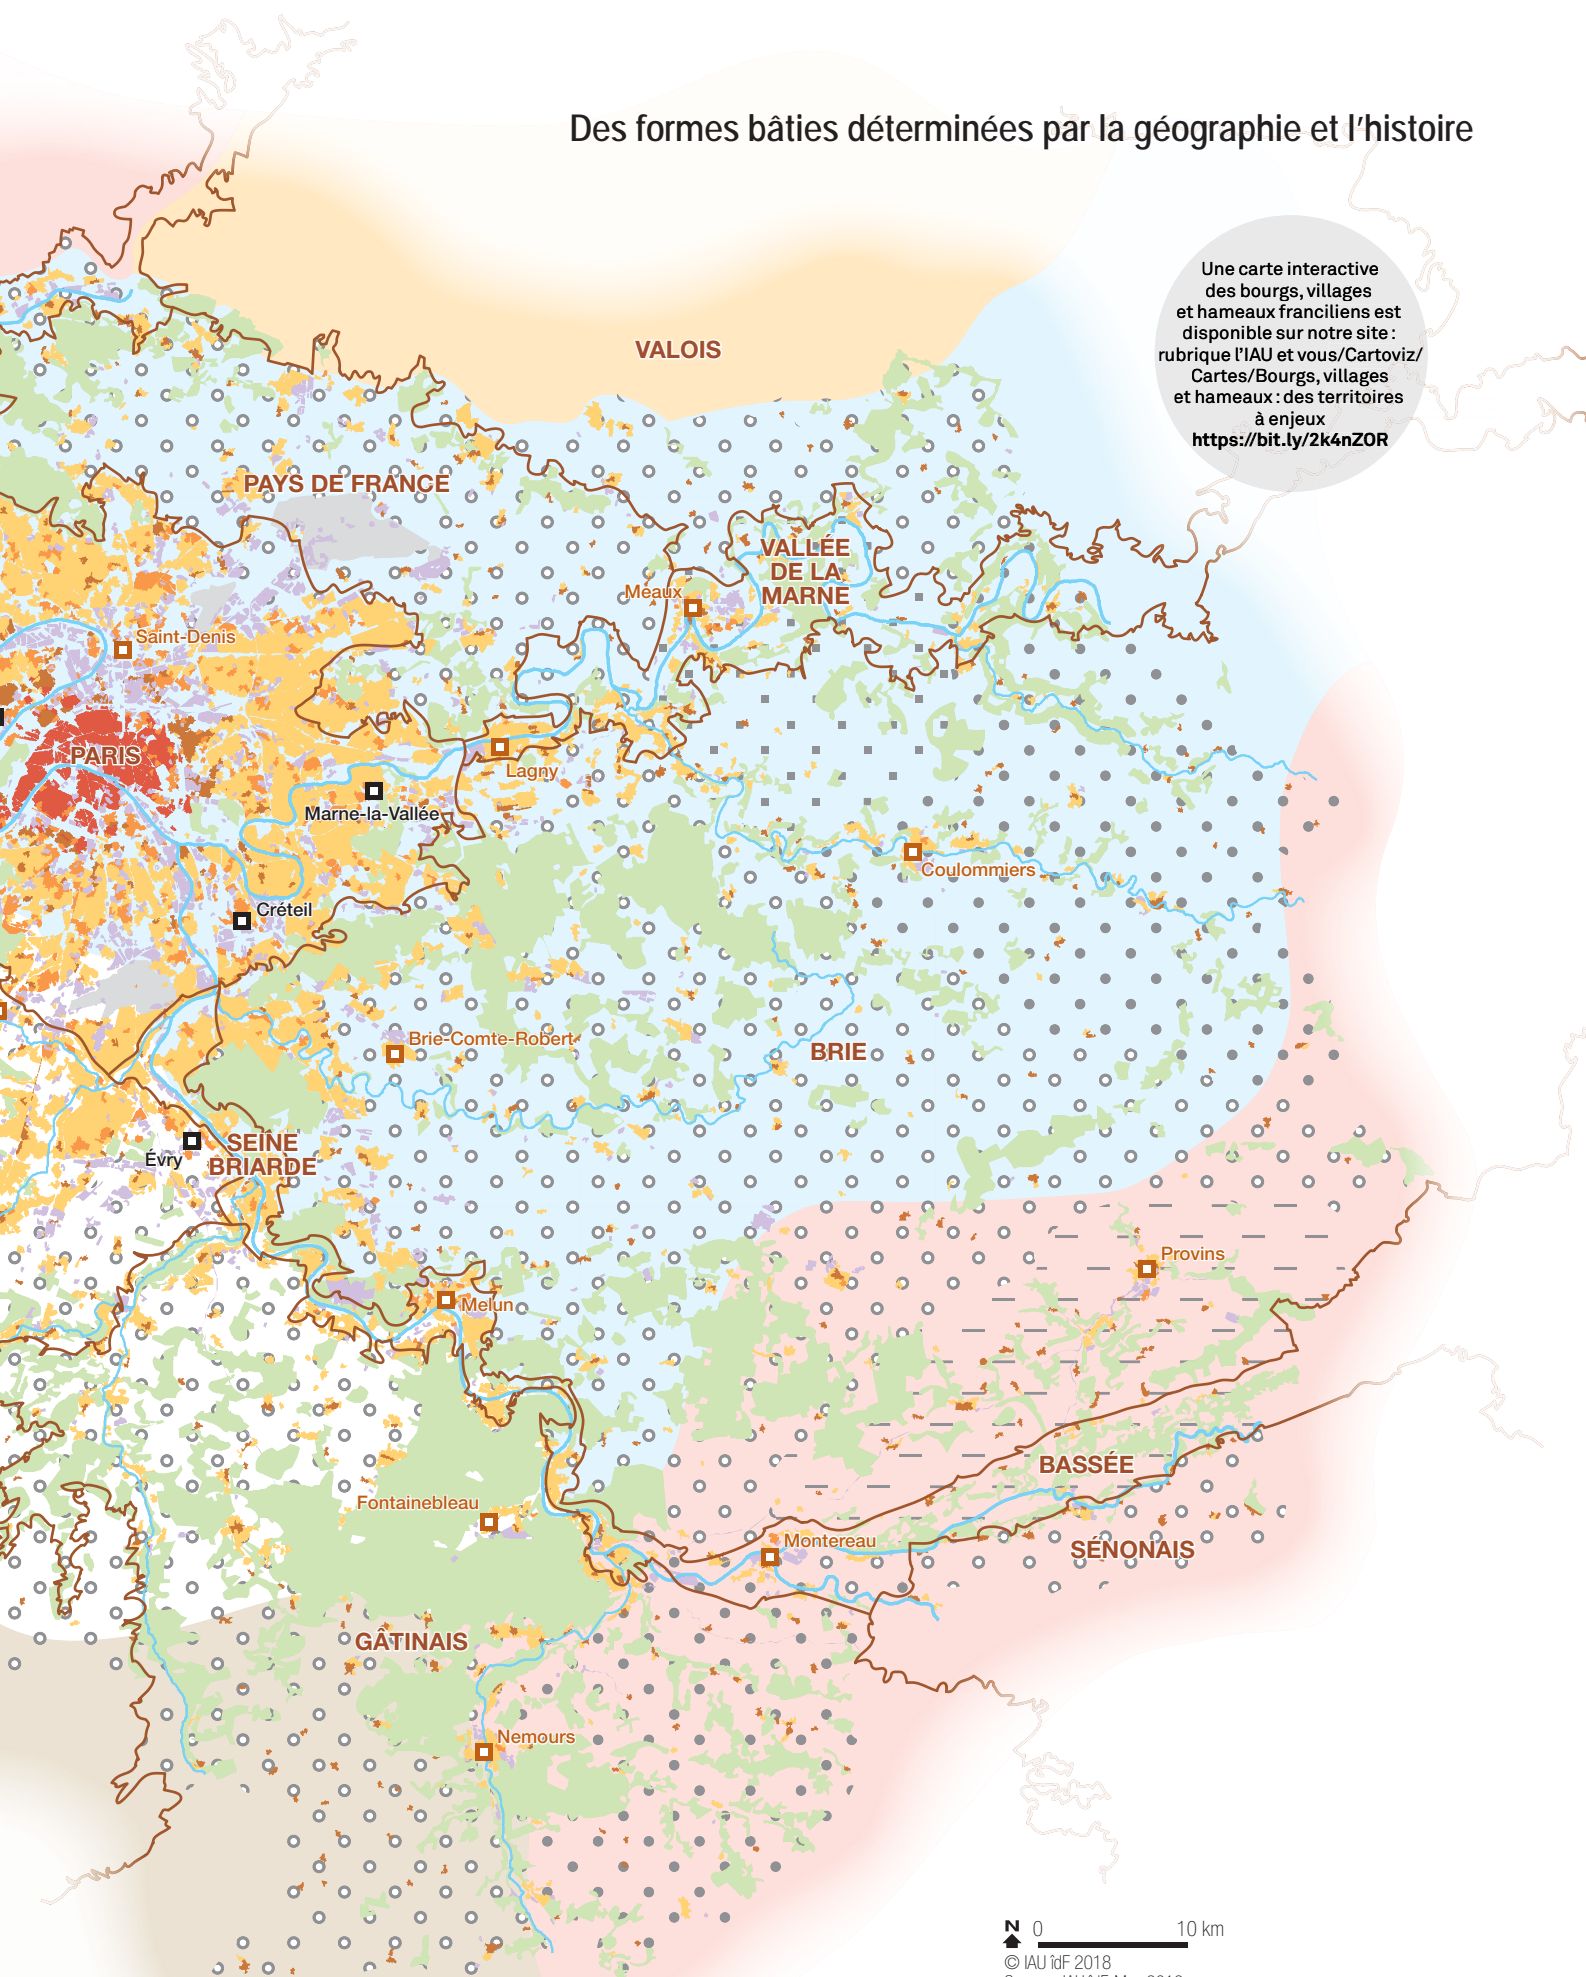 Des formes bâties déterminées par la géographie et l'histoire
Une carte interactive
des bourgs, villages
et hameaux franciliens est
disponible sur notre site :
rubrique l'IAU et vous/Cartoviz/
Cartes/Bourgs, villages
et hameaux : des territoires
à enjeux
https://bit.ly/2k4nZOR
VALOIS
PAYS DE FRANCE
VALLÉE
DE LA
MARNE
Meaux
Saint-Denis
PARIS
Lagny
Marne-la-Vallée
Coulommiers
Créteil
Brie-Comte-Robert
BRIE
Évry
SEINE
BRIARDE
Provins
Melun
BASSÉE
Fontainebleau
Montereau
SÉNONAIS
GÂTINAIS
Nemours
N 0 10 km
© IAU îdF 2018